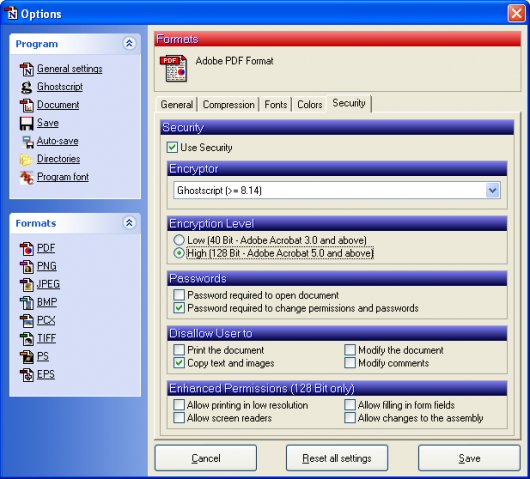 Options
Program
General settings
Ghostscript
Document
Save
Auto-save
Directories
Program font
Formats
PDF
PNG
JPEG
BMP
PCX
TIFF
PS
EPS
Formats
PDF
Adobe PDF Format
General Compression Fonts Colors Security
Security
Use Security
Encryptor
Ghostscript (>= 8.14)
Encryption Level
Low (40 Bit - Adobe Acrobat 3.0 and above)
High (128 Bit - Adobe Acrobat 5.0 and above)
Passwords
Password required to open document
Password required to change permissions and passwords
Disallow User to
Print the document Modify the document
Copy text and images Modify comments
Enhanced Permissions (128 Bit only)
Allow printing in low resolution Allow filling in form fields
Allow screen readers Allow changes to the assembly
Cancel Reset all settings Save